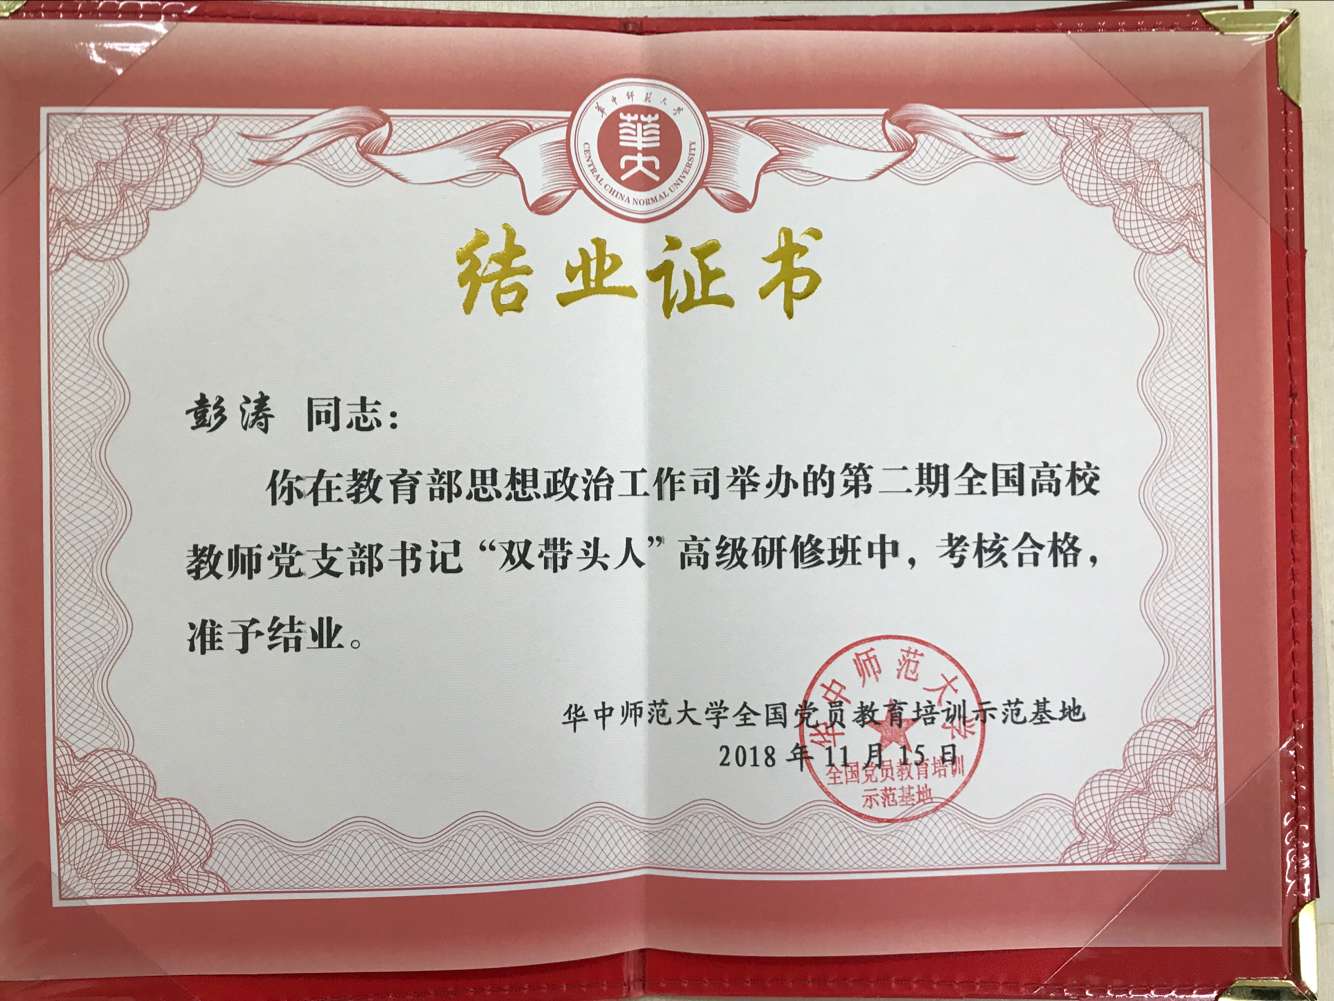 华中师范大学
華大
CENTRAL CHINA NORMAL UNIVERSITY
结业证书
彭涛 同志：
你在教育部思想政治工作司举办的第二期全国高校
教师党支部书记“双带头人”高级研修班中，考核合格，
准予结业。
华中师范大学全国党员教育培训示范基地
2018 年 11 月 15 日
华中师范大学
全国党员教育培训
示范基地